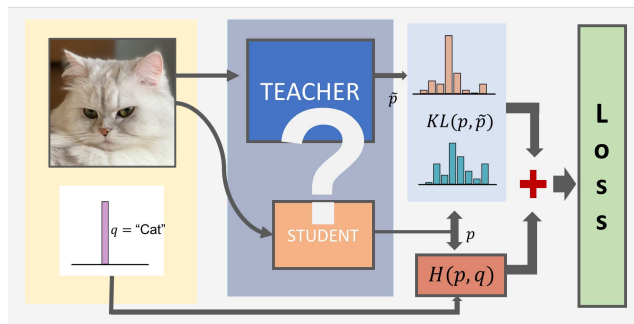 TEACHER
?
STUDENT
q = "Cat"
p̃
KL(p, p̃)
p
H(p, q)
+
L
o
s
s